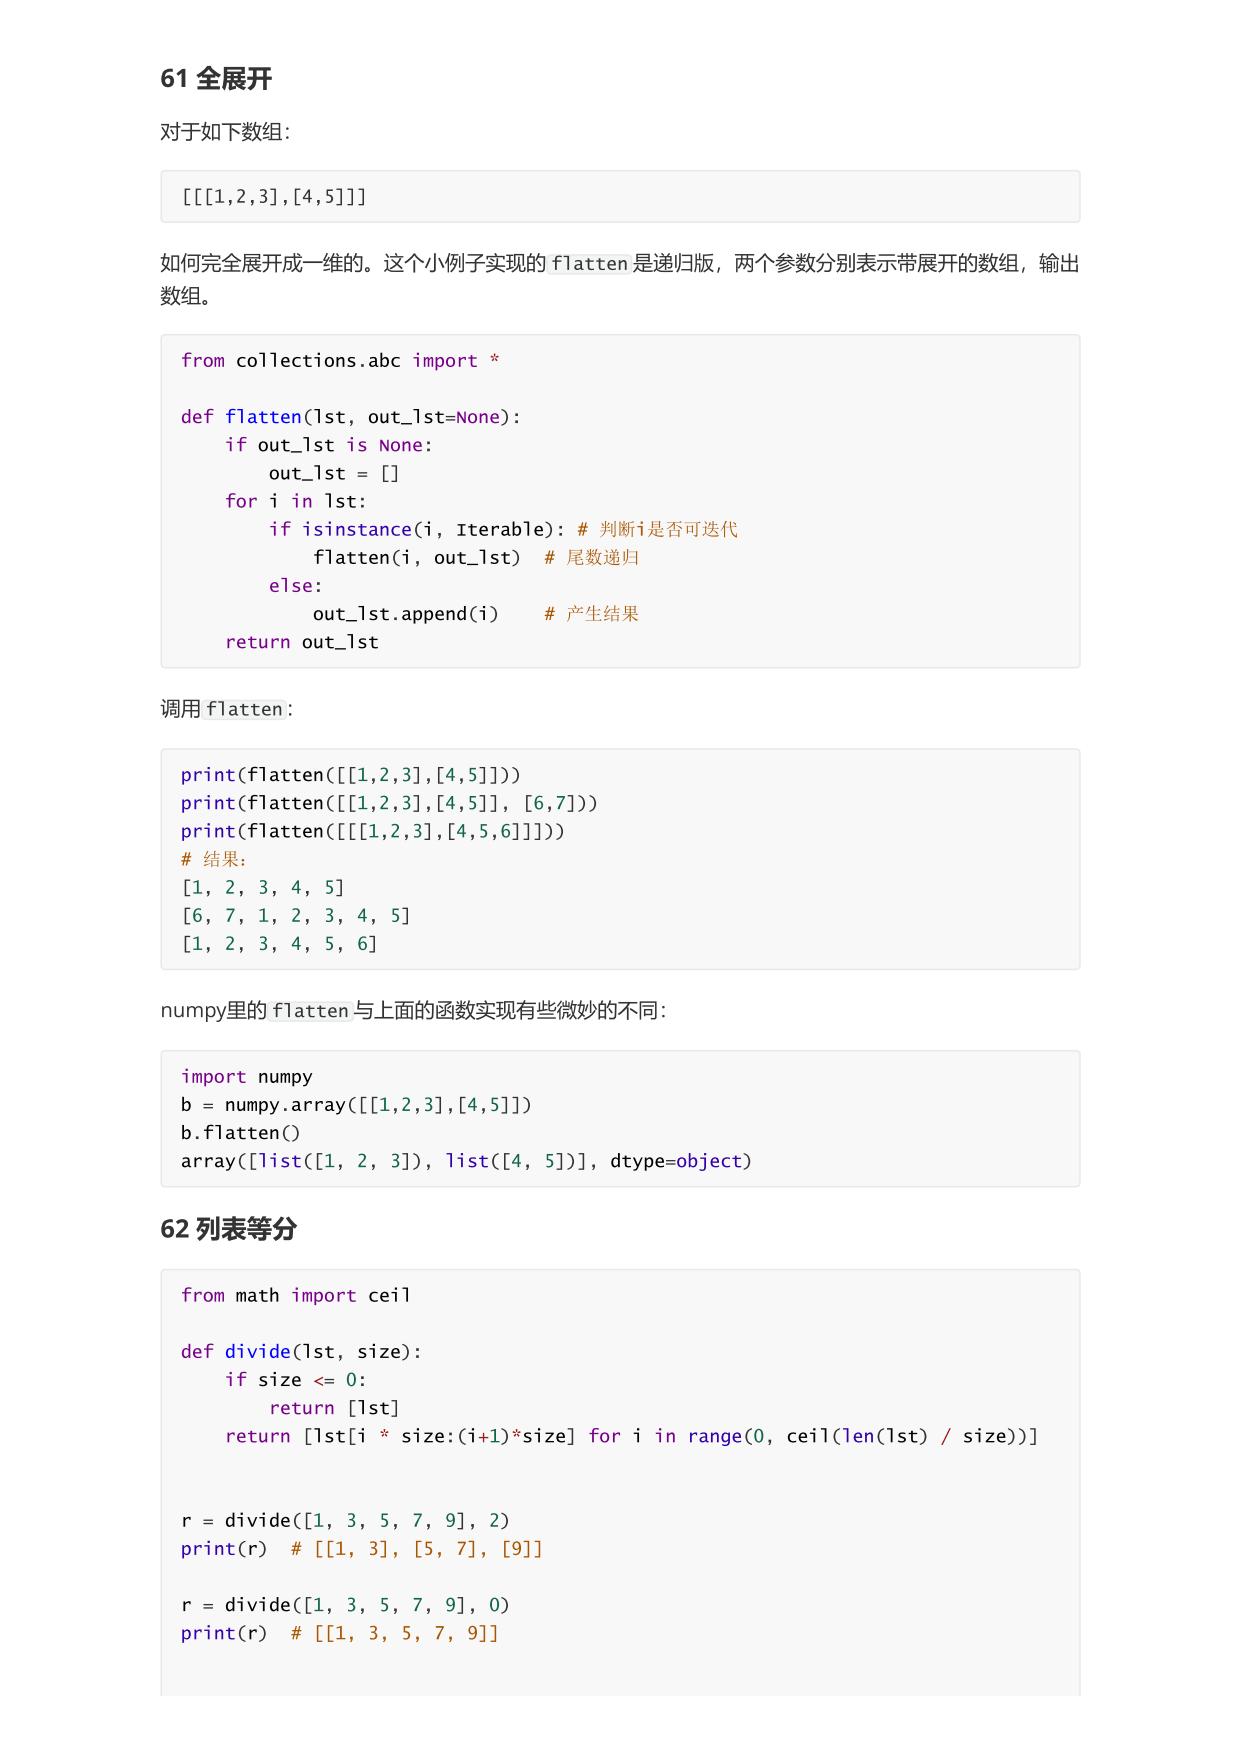 61 全展开
对于如下数组：
[[[1,2,3],[4,5]]]
如何完全展开成一维的。这个小例子实现的flatten是递归版，两个参数分别表示带展开的数组，输出
数组。
from collections.abc import *
def flatten(lst, out_lst=None):
    if out_lst is None:
        out_lst = []
    for i in lst:
        if isinstance(i, Iterable): # 判断i是否可迭代
            flatten(i, out_lst)  # 尾数递归
        else:
            out_lst.append(i)    # 产生结果
    return out_lst
调用flatten：
print(flatten([[1,2,3],[4,5]]))
print(flatten([[1,2,3],[4,5]], [6,7]))
print(flatten([[[1,2,3],[4,5,6]]]))
# 结果：
[1, 2, 3, 4, 5]
[6, 7, 1, 2, 3, 4, 5]
[1, 2, 3, 4, 5, 6]
numpy里的flatten与上面的函数实现有些微妙的不同：
import numpy
b = numpy.array([[1,2,3],[4,5]])
b.flatten()
array([list([1, 2, 3]), list([4, 5])], dtype=object)
62 列表等分
from math import ceil
def divide(lst, size):
    if size <= 0:
        return [lst]
    return [lst[i * size:(i+1)*size] for i in range(0, ceil(len(lst) / size))]
r = divide([1, 3, 5, 7, 9], 2)
print(r)  # [[1, 3], [5, 7], [9]]
r = divide([1, 3, 5, 7, 9], 0)
print(r)  # [[1, 3, 5, 7, 9]]